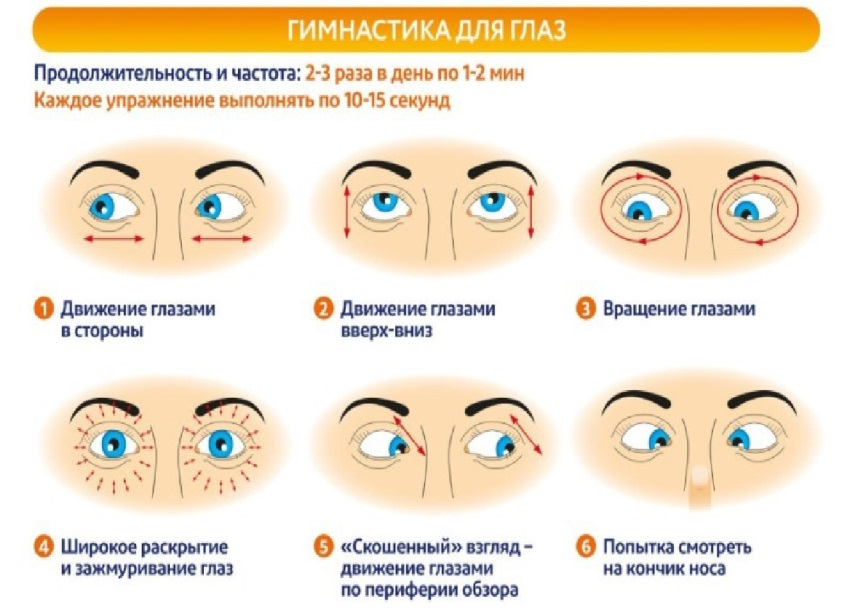 ГИМНАСТИКА ДЛЯ ГЛАЗ
Продолжительность и частота: 2-3 раза в день по 1-2 мин
Каждое упражнение выполнять по 10-15 секунд
1 Движение глазами
в стороны
2 Движение глазами
вверх-вниз
3 Вращение глазами
4 Широкое раскрытие
и зажмуривание глаз
5 «Скошенный» взгляд –
движение глазами
по периферии обзора
6 Попытка смотреть
на кончик носа